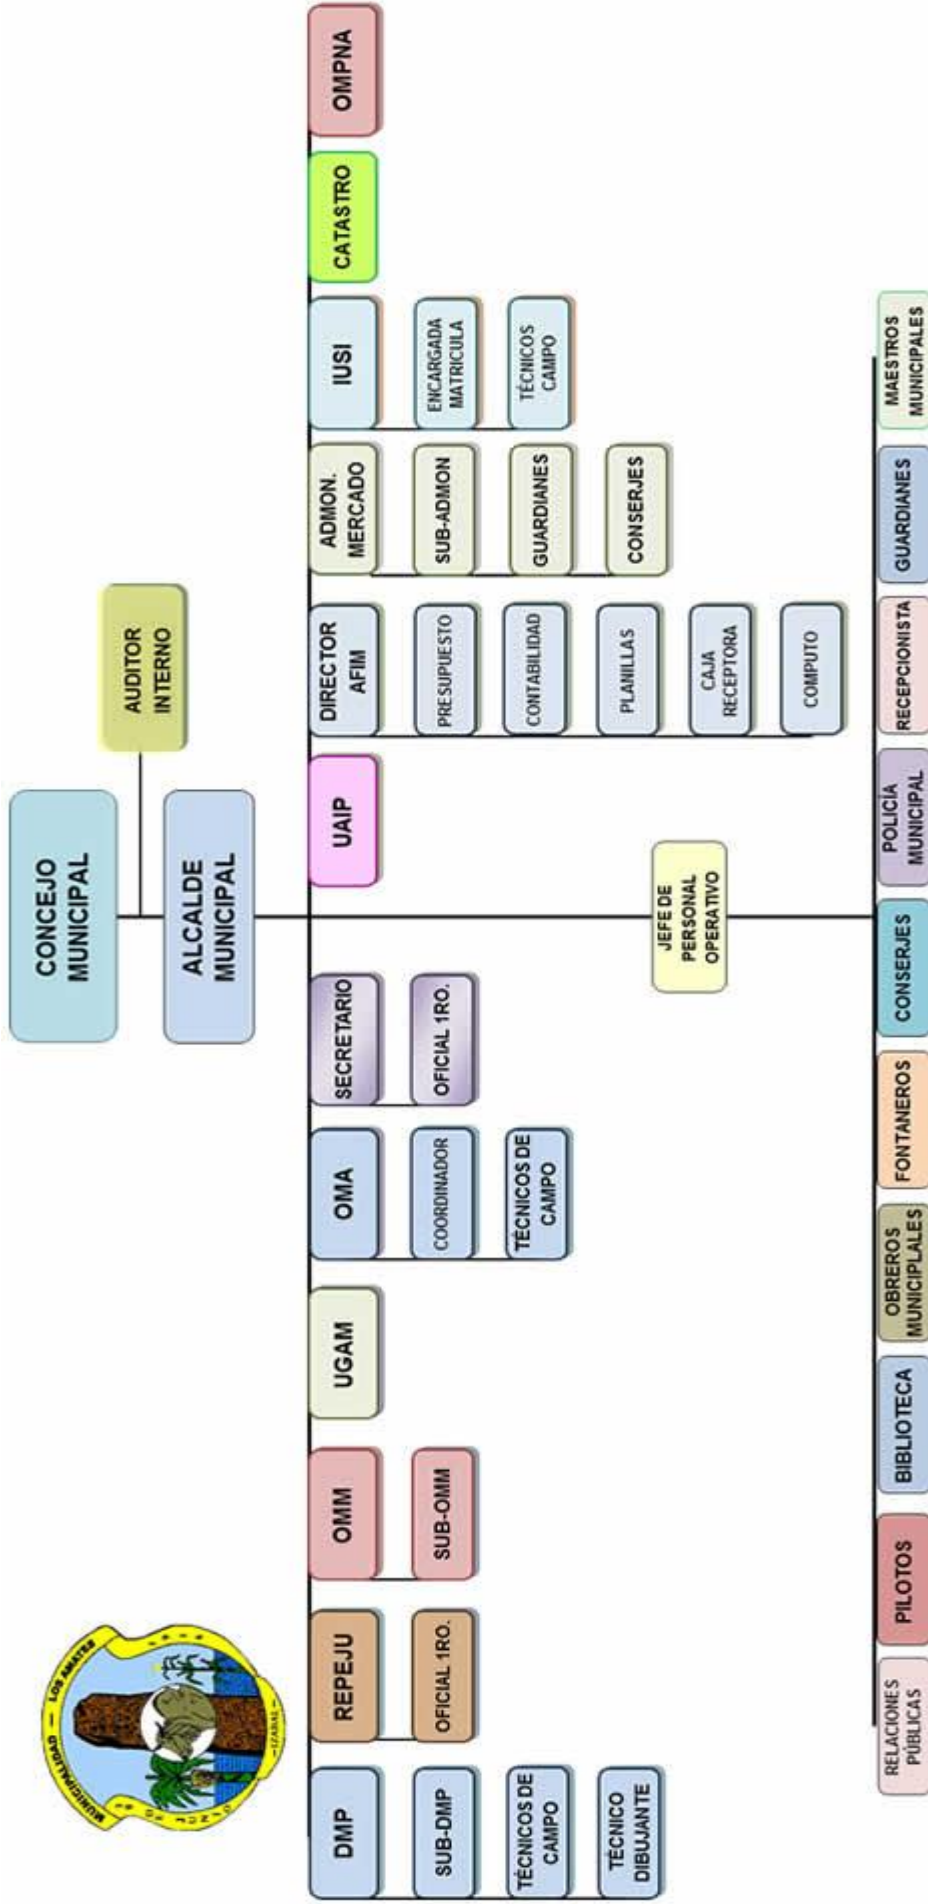 CONCEJO
MUNICIPAL
AUDITOR
INTERNO
ALCALDE
MUNICIPAL
MUNICIPALIDAD — LOS AMATES
— IZABAL —
DMP
REPEJU
OMM
UGAM
OMA
SECRETARIO
UAIP
DIRECTOR
AFIM
ADMON.
MERCADO
IUSI
CATASTRO
OMPNA
SUB-DMP
TÉCNICOS DE
CAMPO
TÉCNICO
DIBUJANTE
OFICIAL 1RO.
SUB-OMM
COORDINADOR
TÉCNICOS DE
CAMPO
OFICIAL 1RO.
PRESUPUESTO
CONTABILIDAD
PLANILLAS
CAJA
RECEPTORA
COMPUTO
SUB-ADMON
GUARDIANES
CONSERJES
ENCARGADA
MATRICULA
TÉCNICOS
CAMPO
JEFE DE
PERSONAL
OPERATIVO
RELACIONES
PÚBLICAS
PILOTOS
BIBLIOTECA
OBREROS
MUNICIPLALES
FONTANEROS
CONSERJES
POLICÍA
MUNICIPAL
RECEPCIONISTA
GUARDIANES
MAESTROS
MUNICIPALES